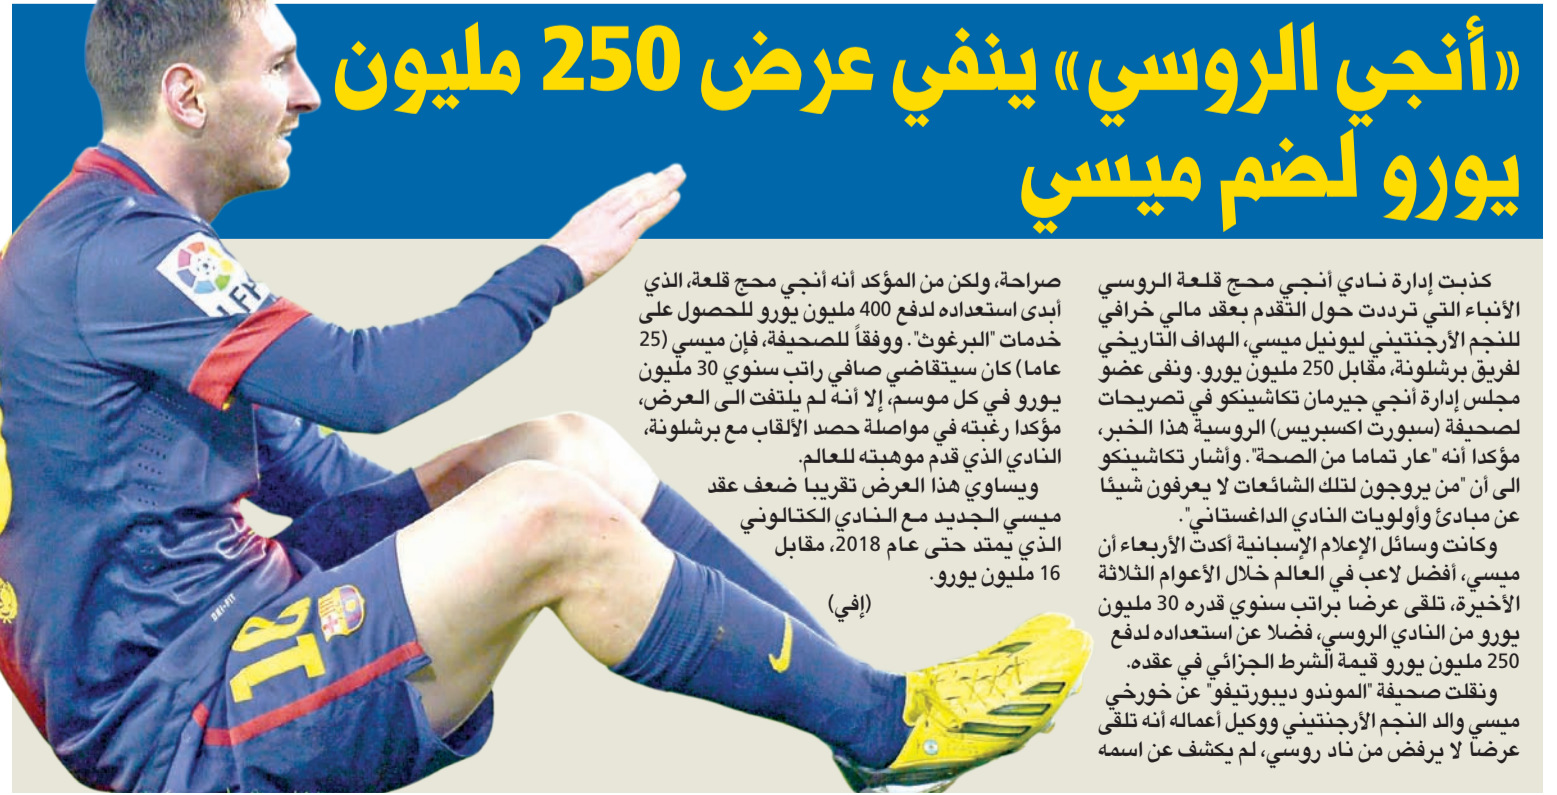 «أنجي الروسي» ينفي عرض 250 مليون
يورو لضم ميسي
كذبت إدارة نادي أنجي محج قلعة الروسي
الأنباء التي ترددت حول التقدم بعقد مالي خرافي
للنجم الأرجنتيني ليونيل ميسي، الهداف التاريخي
لفريق برشلونة، مقابل 250 مليون يورو. ونفى عضو
مجلس إدارة أنجي جيرمان تكاشينكو في تصريحات
لصحيفة (سبورت اكسبريس) الروسية هذا الخبر،
مؤكدا أنه "عار تماما من الصحة". وأشار تكاشينكو
الى أن "من يروجون لتلك الشائعات لا يعرفون شيئا
عن مبادئ وأولويات النادي الداغستاني".
وكانت وسائل الإعلام الإسبانية أكدت الأربعاء أن
ميسي، أفضل لاعب في العالم خلال الأعوام الثلاثة
الأخيرة، تلقى عرضا براتب سنوي قدره 30 مليون
يورو من النادي الروسي، فضلا عن استعداده لدفع
250 مليون يورو قيمة الشرط الجزائي في عقده.
ونقلت صحيفة "الموندو ديبورتيفو" عن خورخي
ميسي والد النجم الأرجنتيني ووكيل أعماله أنه تلقى
عرضا لا يرفض من ناد روسي، لم يكشف عن اسمه
صراحة، ولكن من المؤكد أنه أنجي محج قلعة، الذي
أبدى استعداده لدفع 400 مليون يورو للحصول على
خدمات "البرغوث". ووفقاً للصحيفة، فإن ميسي (25
عاما) كان سيتقاضي صافي راتب سنوي 30 مليون
يورو في كل موسم، إلا أنه لم يلتفت الى العرض،
مؤكدا رغبته في مواصلة حصد الألقاب مع برشلونة،
النادي الذي قدم موهبته للعالم.
ويساوي هذا العرض تقريبا ضعف عقد
ميسي الجديد مع النادي الكتالوني
الذي يمتد حتى عام 2018، مقابل
16 مليون يورو.
(إفي)
LFP
DRI-FIT
10